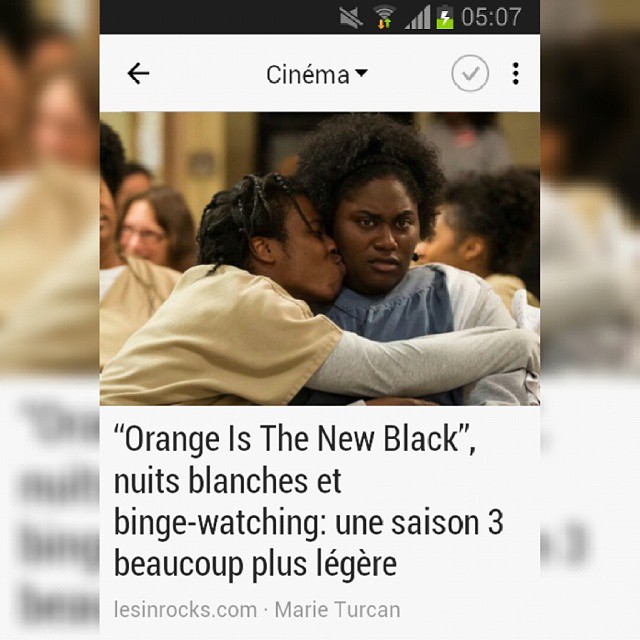 05:07
Cinéma
“Orange Is The New Black”,
nuits blanches et
binge-watching: une saison 3
beaucoup plus légère
lesinrocks.com · Marie Turcan